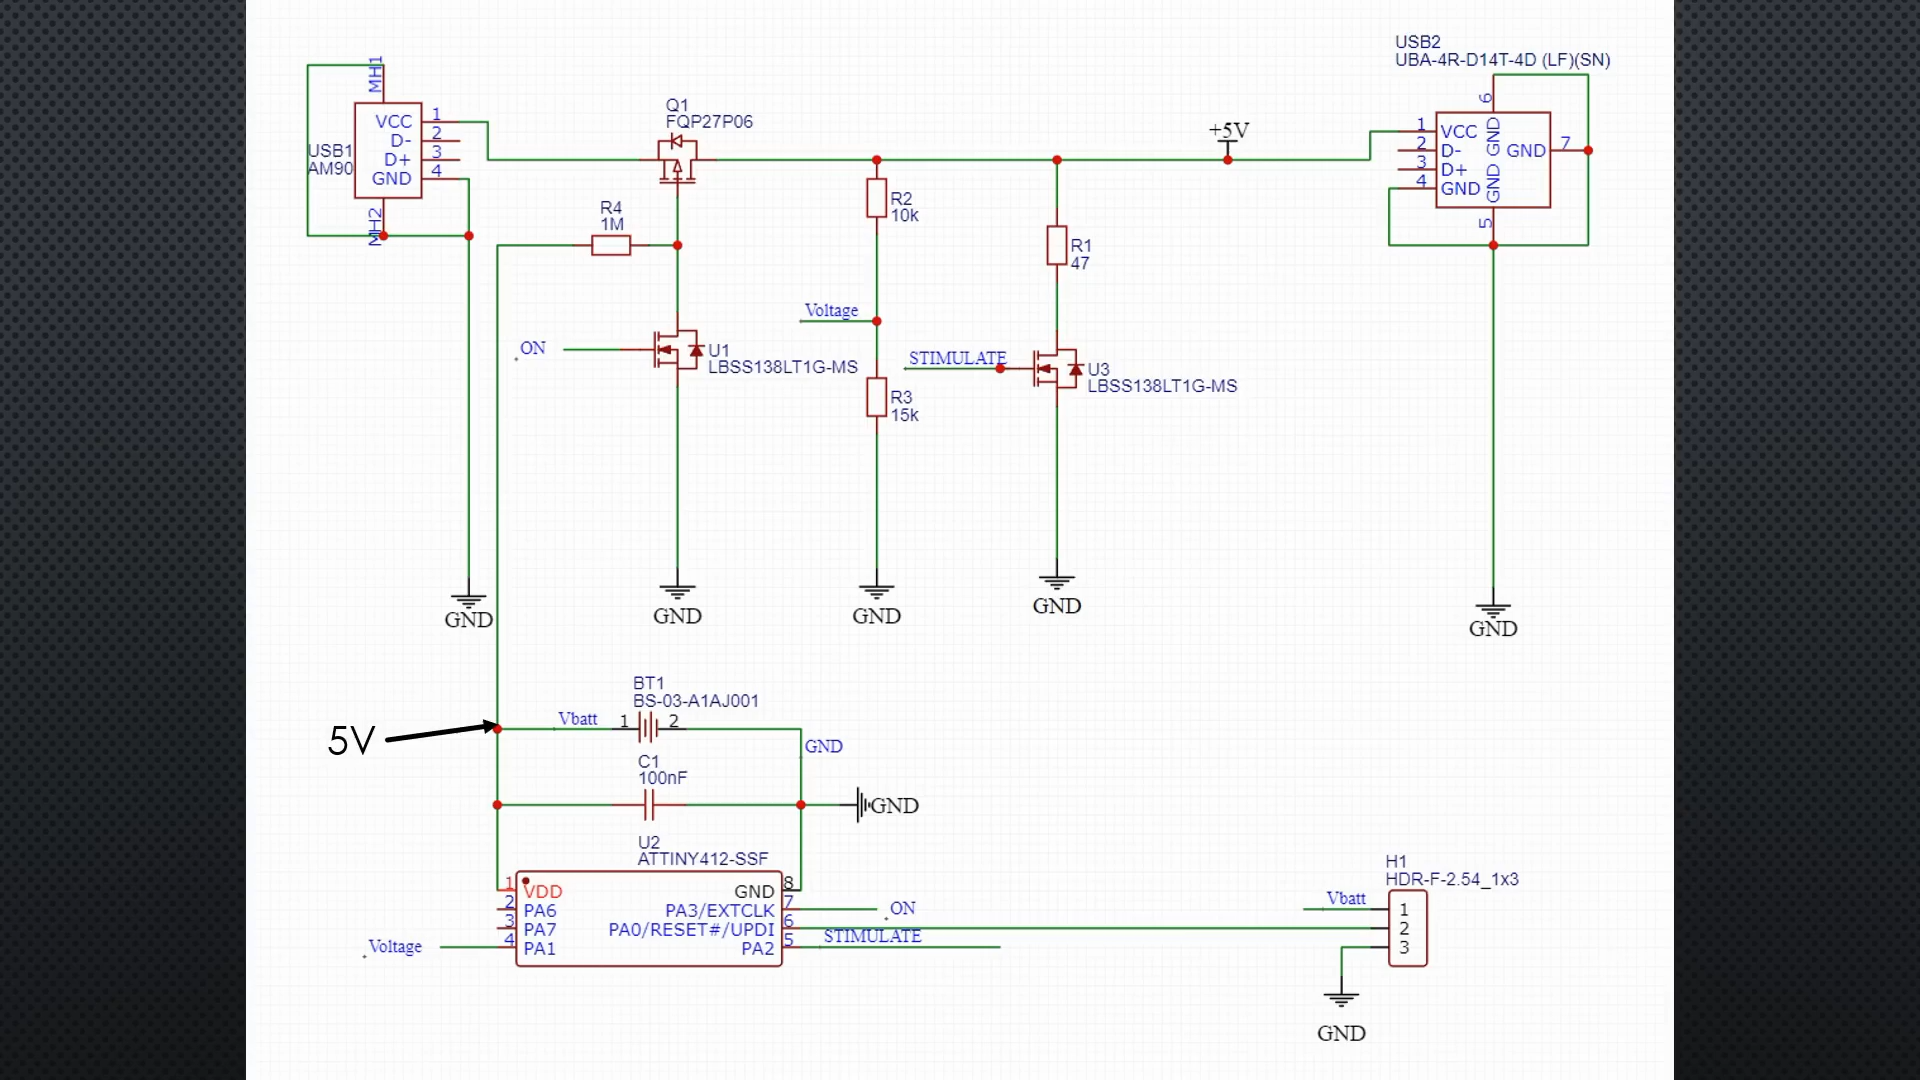 USB2
UBA-4R-D14T-4D (LF)(SN)
MH1
VCC 1
D- 2
D+ 3
GND 4
USB1
AM90
MH2
Q1
FQP27P06
+5V
6
1 VCC
2 D-
3 D+
4 GND
GND GND
GND 7
5
R4
1M
R2
10k
R1
47
Voltage
ON
U1
LBSS138LT1G-MS
STIMULATE
U3
LBSS138LT1G-MS
R3
15k
GND
GND
GND
GND
GND
BT1
BS-03-A1AJ001
5V
Vbatt 1 2
GND
C1
100nF
GND
U2
ATTINY412-SSF
1 VDD
2 PA6
3 PA7
4 PA1
GND 8
PA3/EXTCLK 7
PA0/RESET#/UPDI 6
PA2 5
ON
STIMULATE
Voltage
H1
HDR-F-2.54_1x3
Vbatt
1
2
3
GND